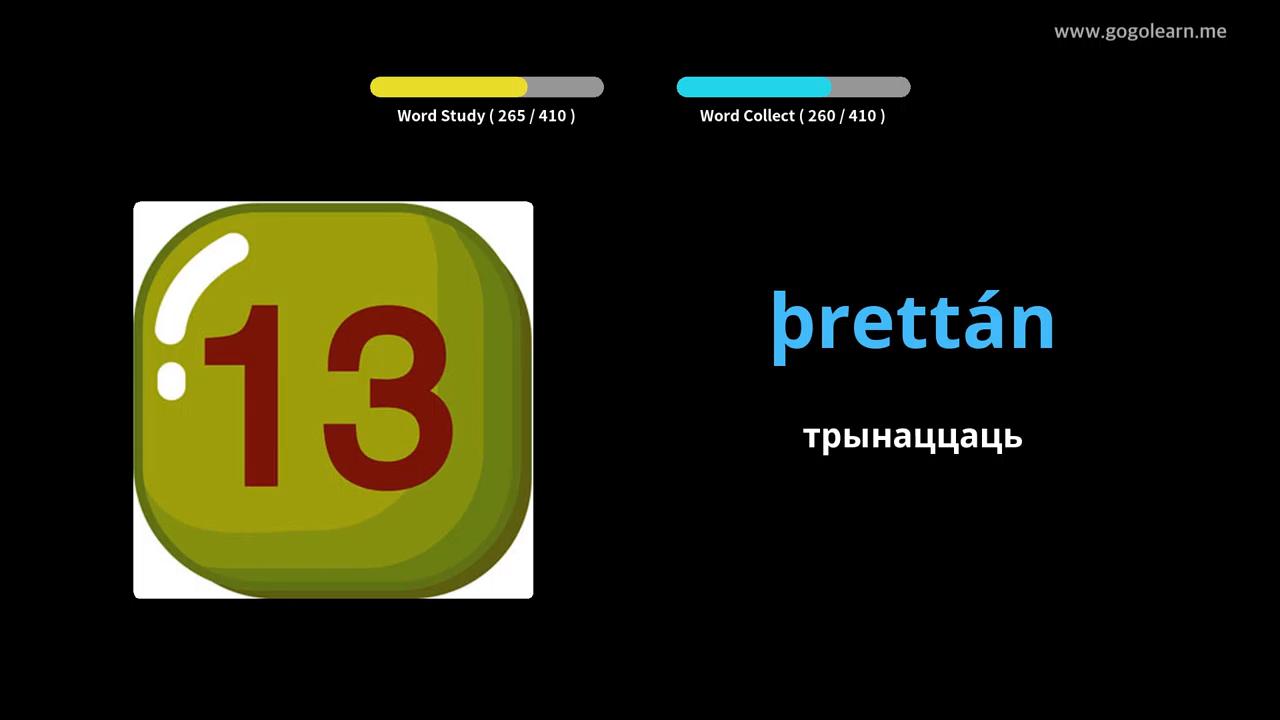 www.gogolearn.me
Word Study ( 265 / 410 )
Word Collect ( 260 / 410 )
13
þrettán
трынаццаць